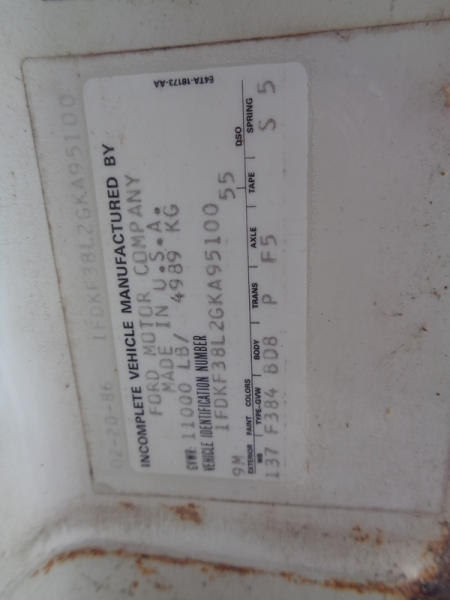 02-20-86 1FDKF38L2GKA95100
E4TA-18173-AA
INCOMPLETE VEHICLE MANUFACTURED BY
FORD MOTOR COMPANY
MADE IN U.S.A.
GVWR: 11000 LB/ 4989 KG
VEHICLE IDENTIFICATION NUMBER
1FDKF38L2GKA95100
9M 55
EXTERIOR PAINT COLORS DSO
WB TYPE-GVW BODY TRANS AXLE TAPE SPRING
137 F384 BD8 P F5 S 5